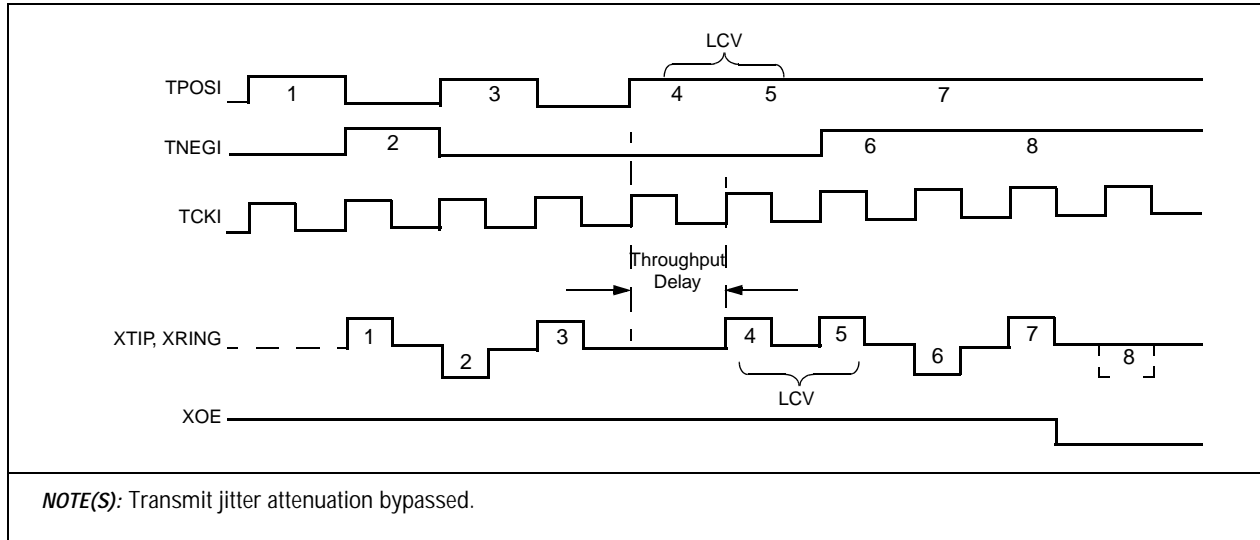 LCV
TPOSI 1 3 4 5 7
TNEGI 2 6 8
TCKI
Throughput
Delay
XTIP, XRING 1 2 3 4 5 6 7 8
LCV
XOE
NOTE(S): Transmit jitter attenuation bypassed.